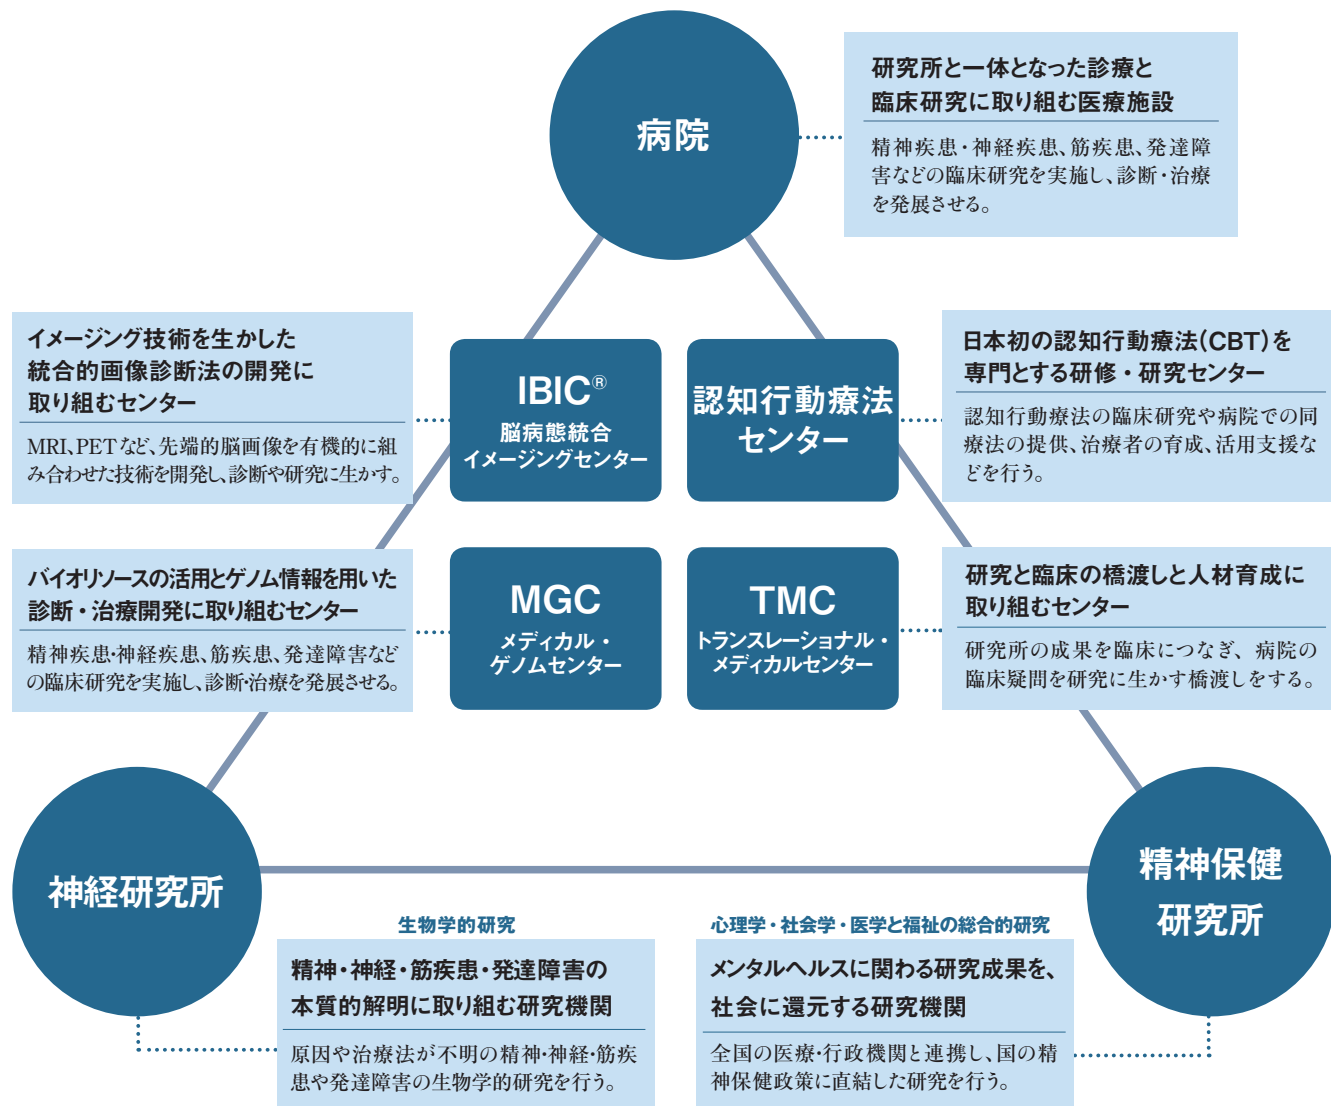 病院
研究所と一体となった診療と
臨床研究に取り組む医療施設
精神疾患・神経疾患、筋疾患、発達障
害などの臨床研究を実施し、診断・治療
を発展させる。
イメージング技術を生かした
統合的画像診断法の開発に
取り組むセンター
MRI、PETなど、先端的脳画像を有機的に組
み合わせた技術を開発し、診断や研究に生かす。
IBIC®
脳病態統合
イメージングセンター
認知行動療法
センター
日本初の認知行動療法（CBT）を
専門とする研修・研究センター
認知行動療法の臨床研究や病院での同
療法の提供、治療者の育成、活用支援な
どを行う。
バイオリソースの活用とゲノム情報を用いた
診断・治療開発に取り組むセンター
精神疾患・神経疾患、筋疾患、発達障害など
の臨床研究を実施し、診断・治療を発展させる。
MGC
メディカル・
ゲノムセンター
TMC
トランスレーショナル・
メディカルセンター
研究と臨床の橋渡しと人材育成に
取り組むセンター
研究所の成果を臨床につなぎ、病院の
臨床疑問を研究に生かす橋渡しをする。
神経研究所
生物学的研究
精神・神経・筋疾患・発達障害の
本質的解明に取り組む研究機関
原因や治療法が不明の精神・神経・筋疾
患や発達障害の生物学的研究を行う。
精神保健
研究所
心理学・社会学・医学と福祉の総合的研究
メンタルヘルスに関わる研究成果を、
社会に還元する研究機関
全国の医療・行政機関と連携し、国の精
神保健政策に直結した研究を行う。